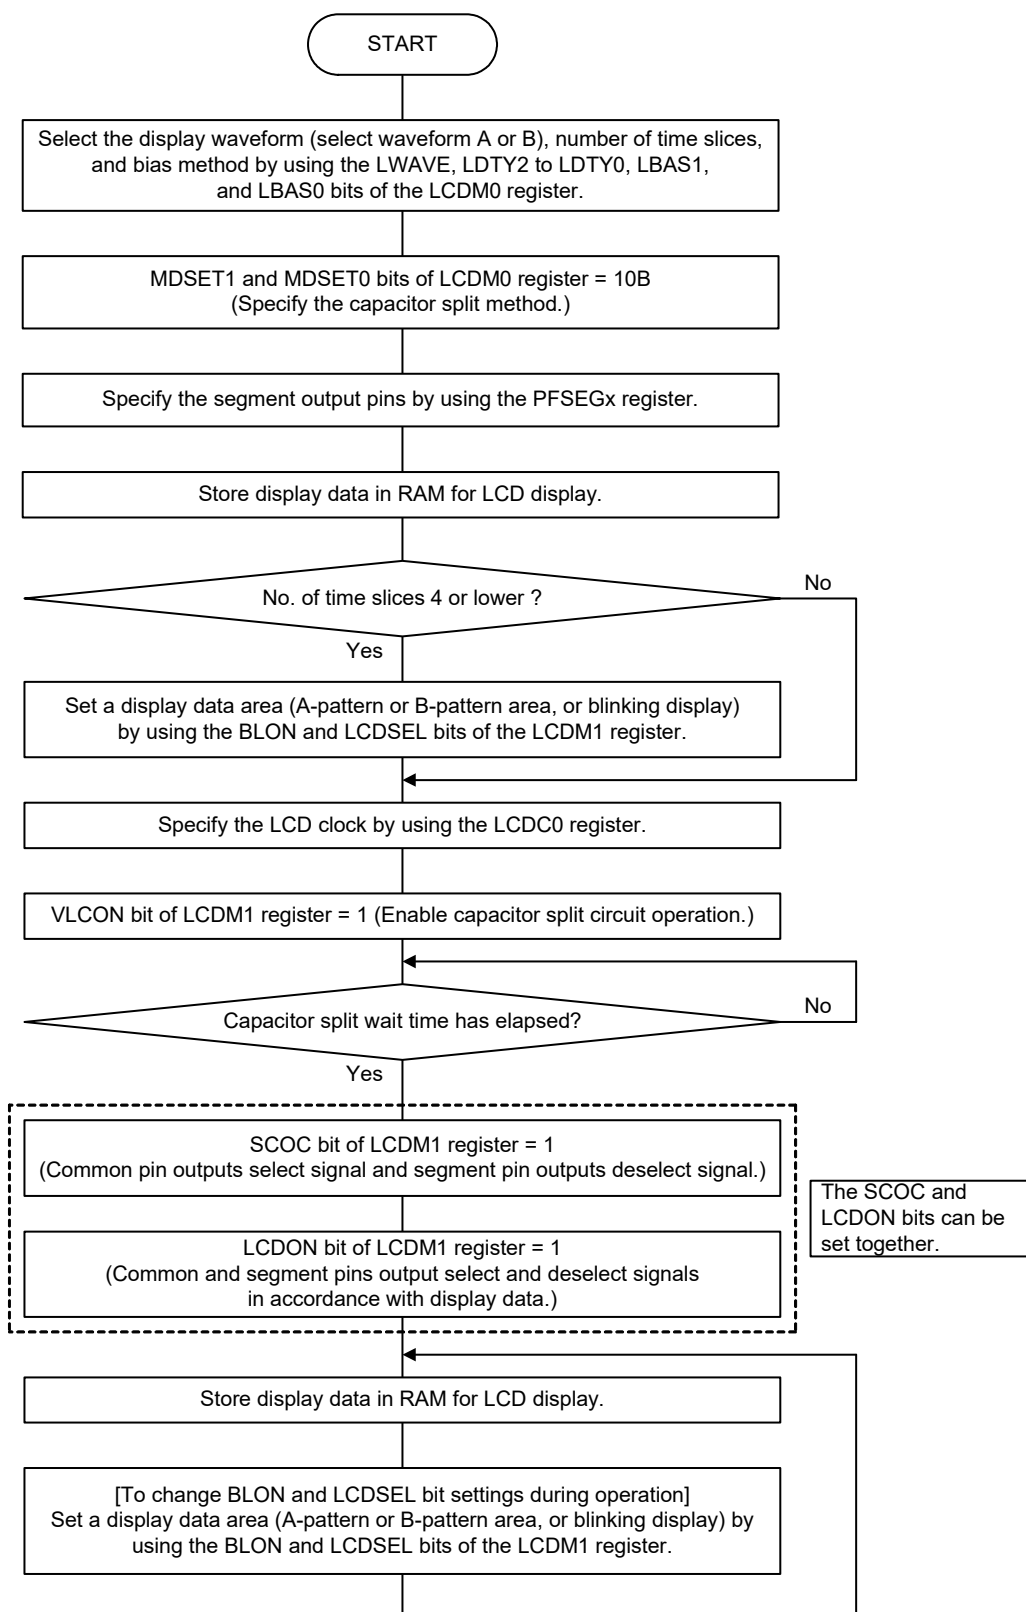 START
Select the display waveform (select waveform A or B), number of time slices,
and bias method by using the LWAVE, LDTY2 to LDTY0, LBAS1,
and LBAS0 bits of the LCDM0 register.
MDSET1 and MDSET0 bits of LCDM0 register = 10B
(Specify the capacitor split method.)
Specify the segment output pins by using the PFSEGx register.
Store display data in RAM for LCD display.
No. of time slices 4 or lower ?
No
Yes
Set a display data area (A-pattern or B-pattern area, or blinking display)
by using the BLON and LCDSEL bits of the LCDM1 register.
Specify the LCD clock by using the LCDC0 register.
VLCON bit of LCDM1 register = 1 (Enable capacitor split circuit operation.)
Capacitor split wait time has elapsed?
No
Yes
SCOC bit of LCDM1 register = 1
(Common pin outputs select signal and segment pin outputs deselect signal.)
The SCOC and
LCDON bits can be
set together.
LCDON bit of LCDM1 register = 1
(Common and segment pins output select and deselect signals
in accordance with display data.)
Store display data in RAM for LCD display.
[To change BLON and LCDSEL bit settings during operation]
Set a display data area (A-pattern or B-pattern area, or blinking display) by
using the BLON and LCDSEL bits of the LCDM1 register.